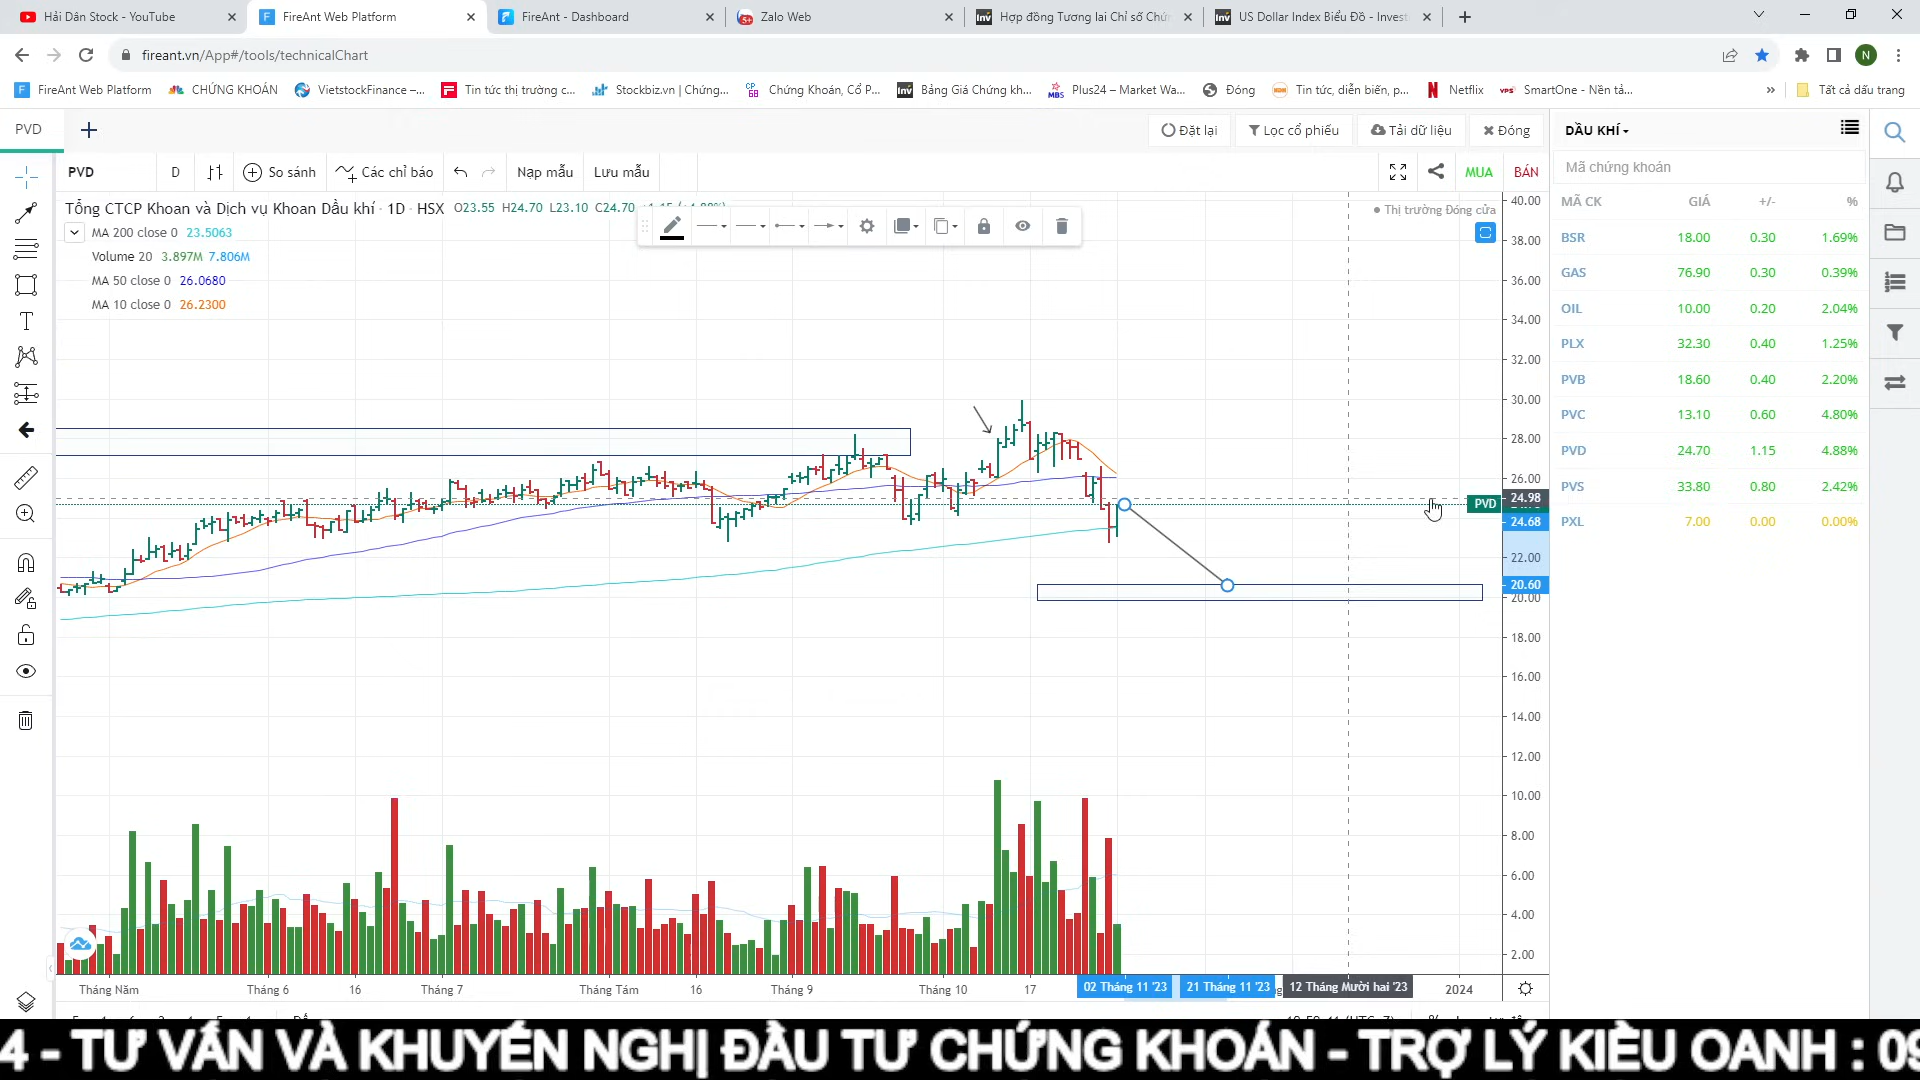 Hải Dân Stock - YouTube
FireAnt Web Platform
FireAnt - Dashboard
5+ Zalo Web
Inv Hợp đồng Tương lai Chỉ số Chứ
Inv US Dollar Index Biểu Đồ - Invest
fireant.vn/App#/tools/technicalChart
N
FireAnt Web Platform
CHỨNG KHOÁN
VietstockFinance –...
Tin tức thị trường c...
Stockbiz.vn | Chứng...
Chứng Khoán, Cổ P...
Bảng Giá Chứng kh...
Plus24 – Market Wa...
Đóng
Tin tức, diễn biến, p...
Netflix
SmartOne - Nền tả...
»
Tất cả dấu trang
PVD
Đặt lại
Lọc cổ phiếu
Tải dữ liệu
Đóng
DẦU KHÍ
PVD
D
So sánh
Các chỉ báo
Nạp mẫu
Lưu mẫu
MUA
BÁN
Mã chứng khoán
Tổng CTCP Khoan và Dịch vụ Khoan Dầu khí · 1D · HSX O23.55 H24.70 L23.10 C24.70
Thị trường Đóng cửa
MA 200 close 0 23.5063
Volume 20 3.897M 7.806M
MA 50 close 0 26.0680
MA 10 close 0 26.2300
MÃ CK GIÁ +/- %
BSR 18.00 0.30 1.69%
GAS 76.90 0.30 0.39%
OIL 10.00 0.20 2.04%
PLX 32.30 0.40 1.25%
PVB 18.60 0.40 2.20%
PVC 13.10 0.60 4.80%
PVD 24.70 1.15 4.88%
PVS 33.80 0.80 2.42%
PXL 7.00 0.00 0.00%
40.00
38.00
36.00
34.00
32.00
30.00
28.00
26.00
24.98
PVD
24.68
22.00
20.60
20.00
18.00
16.00
14.00
12.00
10.00
8.00
6.00
4.00
2.00
Tháng Năm Tháng 6 16 Tháng 7 Tháng Tám 16 Tháng 9 Tháng 10 17 02 Tháng 11 '23 21 Tháng 11 '23 12 Tháng Mười hai '23 2024
4 - TƯ VẤN VÀ KHUYẾN NGHỊ ĐẦU TƯ CHỨNG KHOÁN - TRỢ LÝ KIỀU OANH : 09